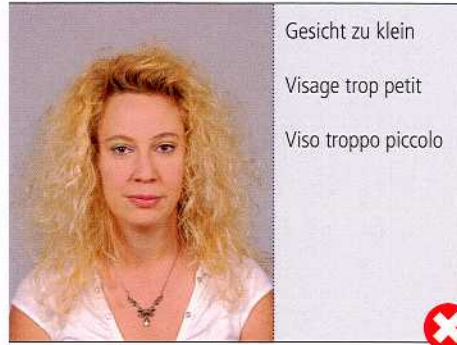 Gesicht zu klein
Visage trop petit
Viso troppo piccolo